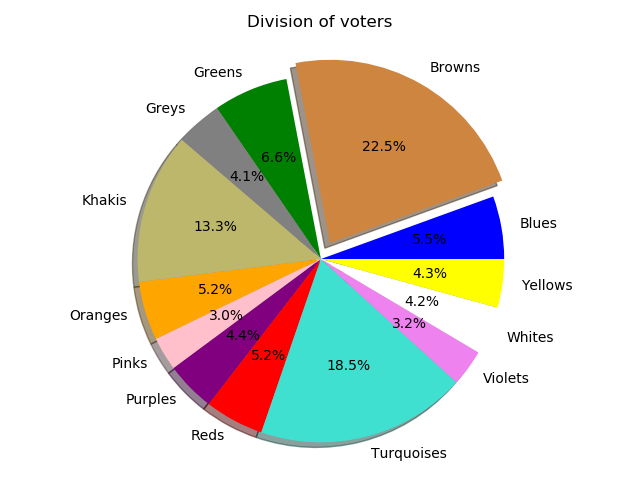 Division of voters
Browns
22.5%
Greens
6.6%
Greys
4.1%
Khakis
13.3%
Oranges
5.2%
Pinks
3.0%
Purples
4.4%
Reds
5.2%
Turquoises
18.5%
Violets
3.2%
Whites
4.2%
Yellows
4.3%
Blues
5.5%